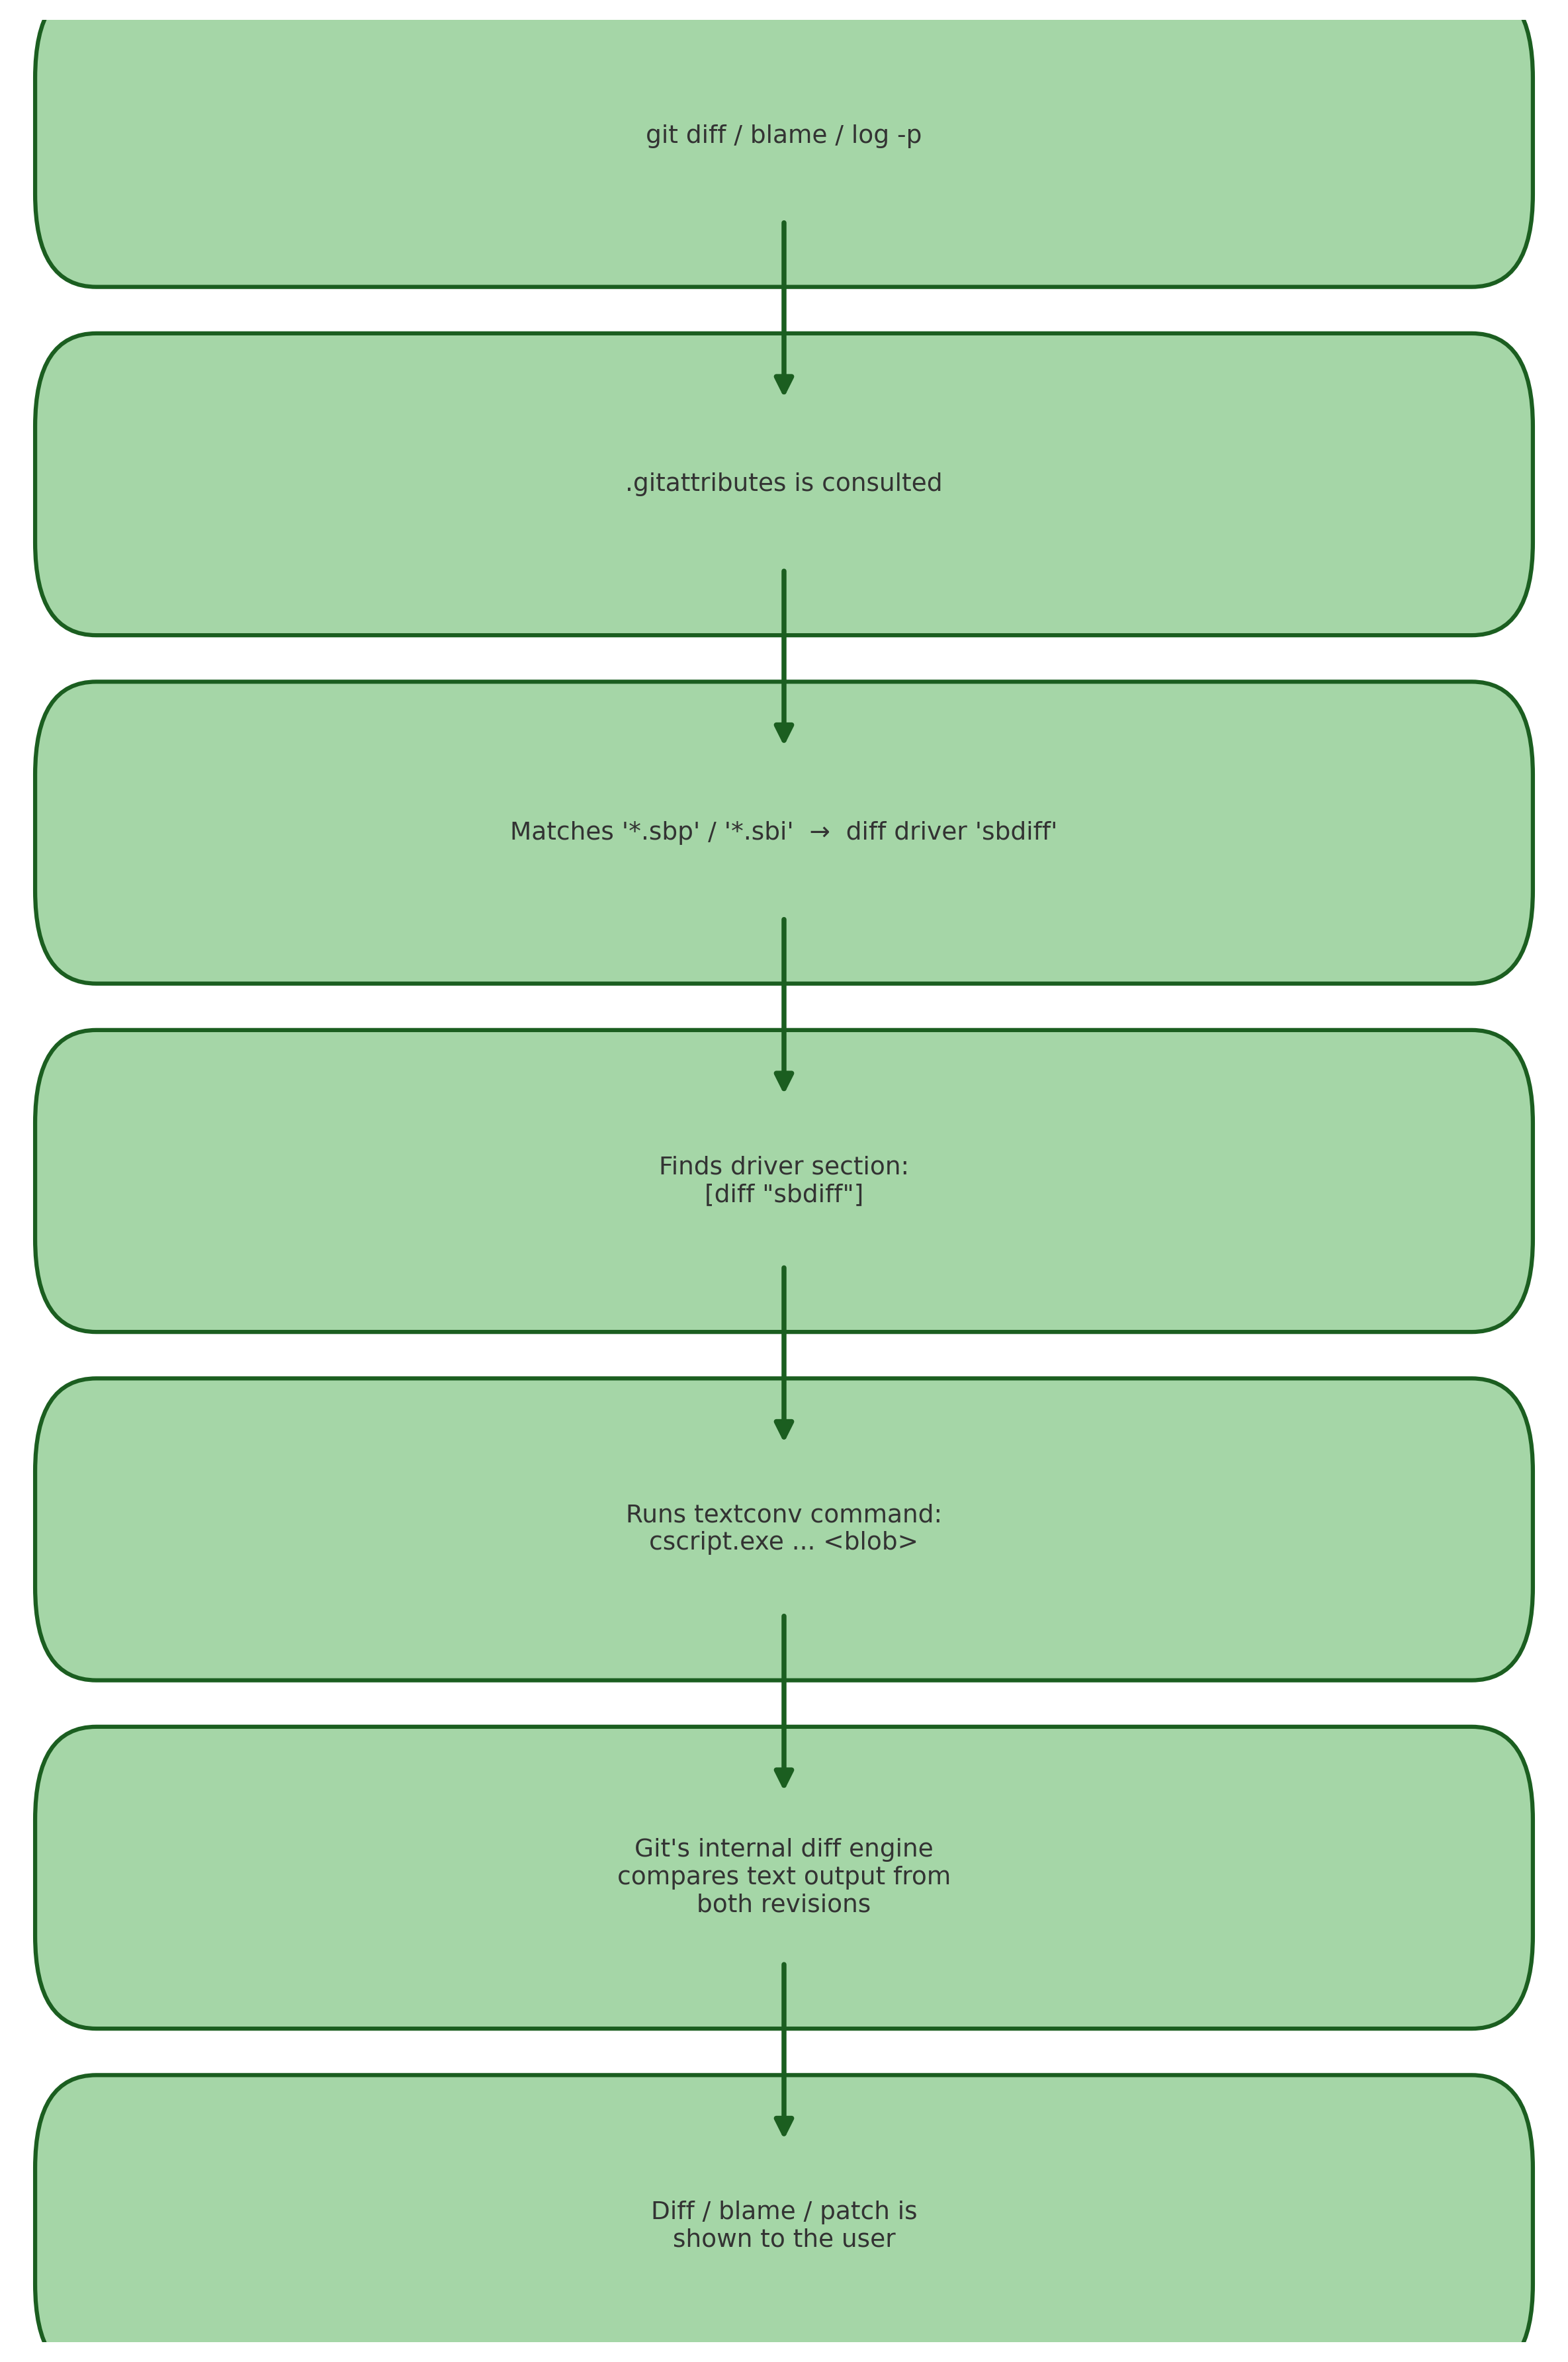 git diff / blame / log -p
.gitattributes is consulted
Matches '*.sbp' / '*.sbi'  →  diff driver 'sbdiff'
Finds driver section:
[diff "sbdiff"]
Runs textconv command:
cscript.exe ... <blob>
Git's internal diff engine
compares text output from
both revisions
Diff / blame / patch is
shown to the user